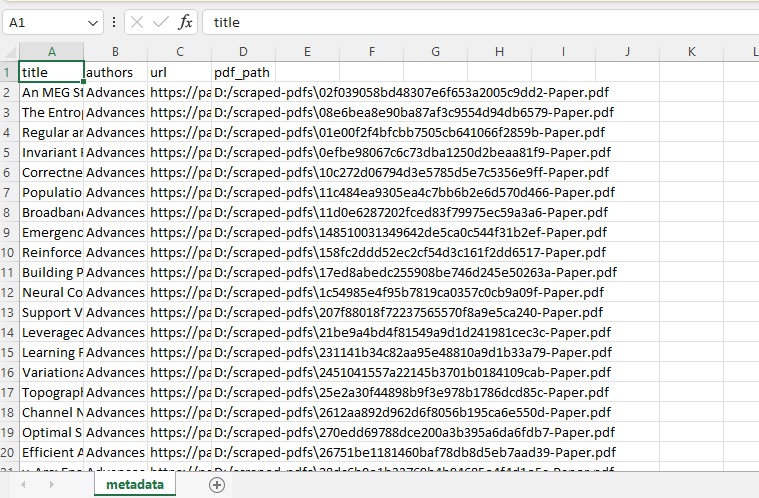 A1 fx title
A B C D E F G H I J K L
1 title authors url pdf_path
2 An MEG St Advances https://pa D:/scraped-pdfs\02f039058bd48307e6f653a2005c9dd2-Paper.pdf
3 The Entrop Advances https://pa D:/scraped-pdfs\08e6bea8e90ba87af3c9554d94db6579-Paper.pdf
4 Regular ar Advances https://pa D:/scraped-pdfs\01e00f2f4bfcbb7505cb641066f2859b-Paper.pdf
5 Invariant F Advances https://pa D:/scraped-pdfs\0efbe98067c6c73dba1250d2beaa81f9-Paper.pdf
6 Correctne Advances https://pa D:/scraped-pdfs\10c272d06794d3e5785d5e7c5356e9ff-Paper.pdf
7 Populatio Advances https://pa D:/scraped-pdfs\11c484ea9305ea4c7bb6b2e6d570d466-Paper.pdf
8 Broadban Advances https://pa D:/scraped-pdfs\11d0e6287202fced83f79975ec59a3a6-Paper.pdf
9 Emergenc Advances https://pa D:/scraped-pdfs\148510031349642de5ca0c544f31b2ef-Paper.pdf
10 Reinforce Advances https://pa D:/scraped-pdfs\158fc2ddd52ec2cf54d3c161f2dd6517-Paper.pdf
11 Building P Advances https://pa D:/scraped-pdfs\17ed8abedc255908be746d245e50263a-Paper.pdf
12 Neural Co Advances https://pa D:/scraped-pdfs\1c54985e4f95b7819ca0357c0cb9a09f-Paper.pdf
13 Support V Advances https://pa D:/scraped-pdfs\207f88018f72237565570f8a9e5ca240-Paper.pdf
14 Leveraged Advances https://pa D:/scraped-pdfs\21be9a4bd4f81549a9d1d241981cec3c-Paper.pdf
15 Learning F Advances https://pa D:/scraped-pdfs\231141b34c82aa95e48810a9d1b33a79-Paper.pdf
16 Variationa Advances https://pa D:/scraped-pdfs\2451041557a22145b3701b0184109cab-Paper.pdf
17 Topograph Advances https://pa D:/scraped-pdfs\25e2a30f44898b9f3e978b1786dcd85c-Paper.pdf
18 Channel N Advances https://pa D:/scraped-pdfs\2612aa892d962d6f8056b195ca6e550d-Paper.pdf
19 Optimal S Advances https://pa D:/scraped-pdfs\270edd69788dce200a3b395a6da6fdb7-Paper.pdf
20 Efficient A Advances https://pa D:/scraped-pdfs\26751be1181460baf78db8d5eb7aad39-Paper.pdf
metadata